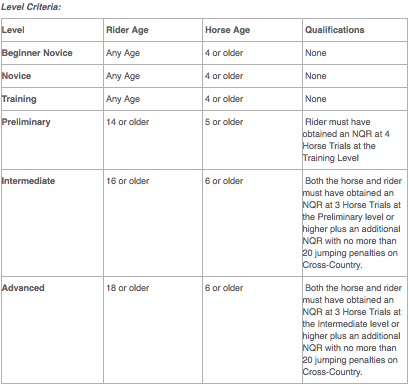 Level Criteria:
Level Rider Age Horse Age Qualifications
Beginner Novice Any Age 4 or older None
Novice Any Age 4 or older None
Training Any Age 4 or older None
Preliminary 14 or older 5 or older Rider must have
obtained an NQR at 4
Horse Trials at the
Training Level
Intermediate 16 or older 6 or older Both the horse and rider
must have obtained an
NQR at 3 Horse Trials at
the Preliminary level or
higher plus an additional
NQR with no more than
20 jumping penalties on
Cross-Country.
Advanced 18 or older 6 or older Both the horse and rider
must have obtained an
NQR at 3 Horse Trials at
the Intermediate level or
higher plus an additional
NQR with no more than
20 jumping penalties on
Cross-Country.